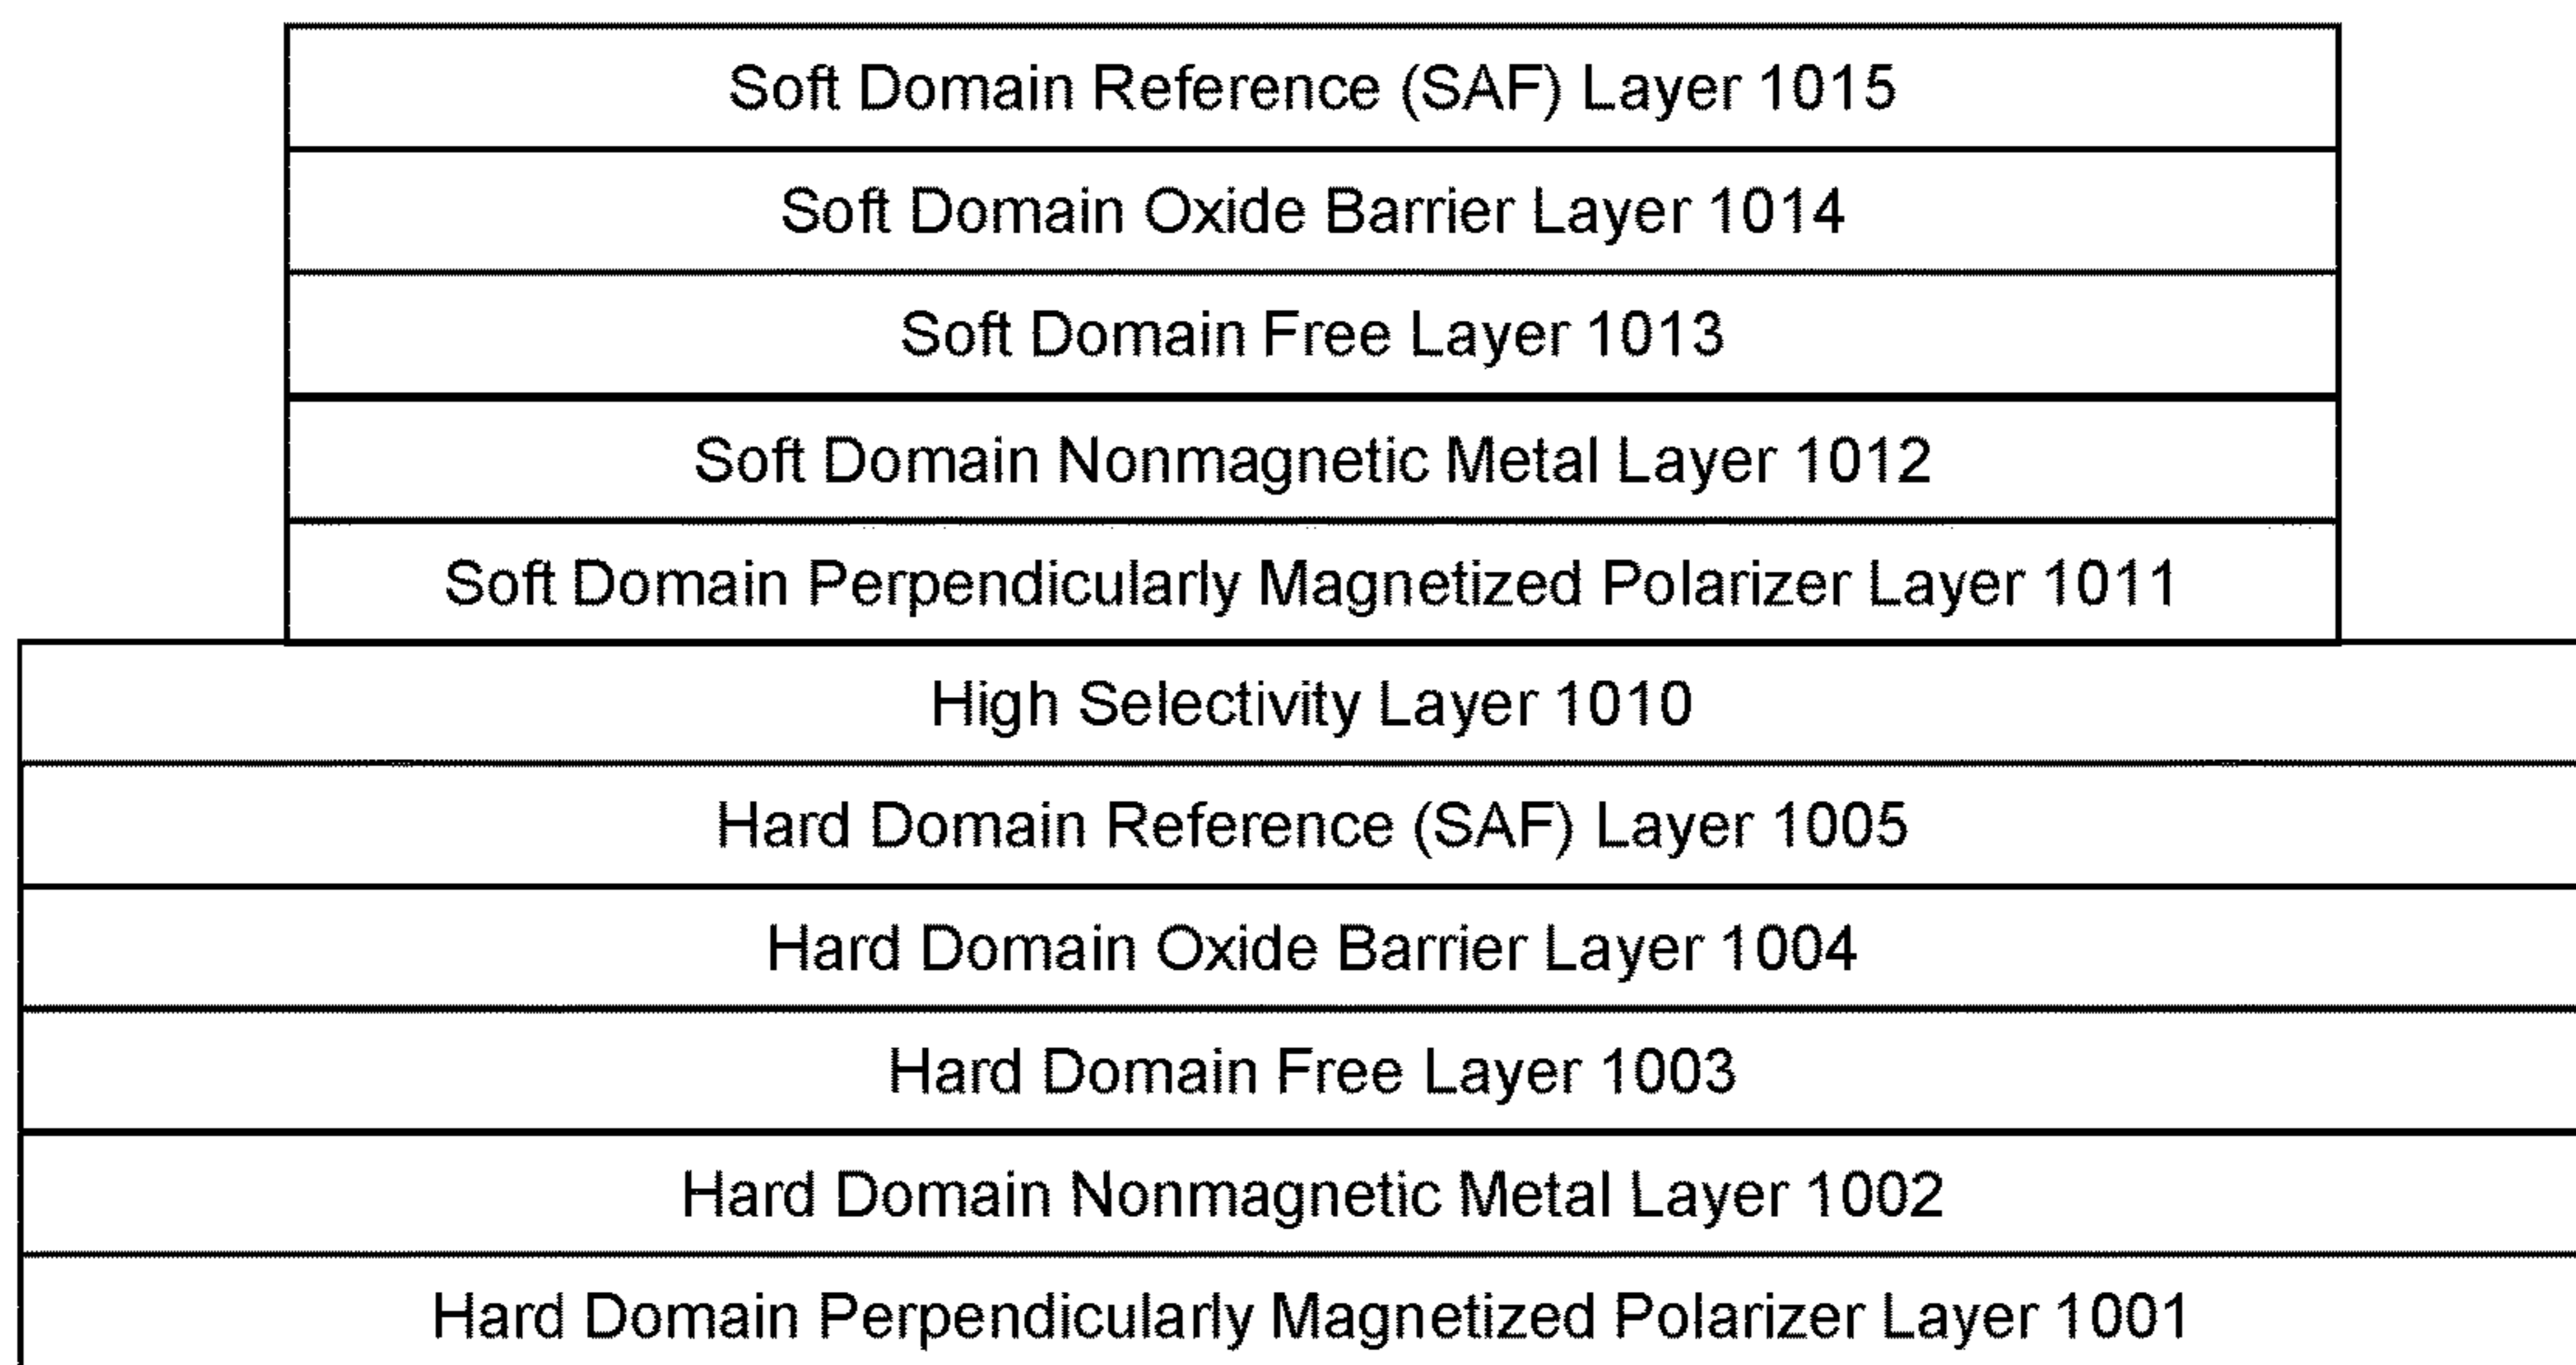 Soft Domain Reference (SAF) Layer 1015
Soft Domain Oxide Barrier Layer 1014
Soft Domain Free Layer 1013
Soft Domain Nonmagnetic Metal Layer 1012
Soft Domain Perpendicularly Magnetized Polarizer Layer 1011
High Selectivity Layer 1010
Hard Domain Reference (SAF) Layer 1005
Hard Domain Oxide Barrier Layer 1004
Hard Domain Free Layer 1003
Hard Domain Nonmagnetic Metal Layer 1002
Hard Domain Perpendicularly Magnetized Polarizer Layer 1001